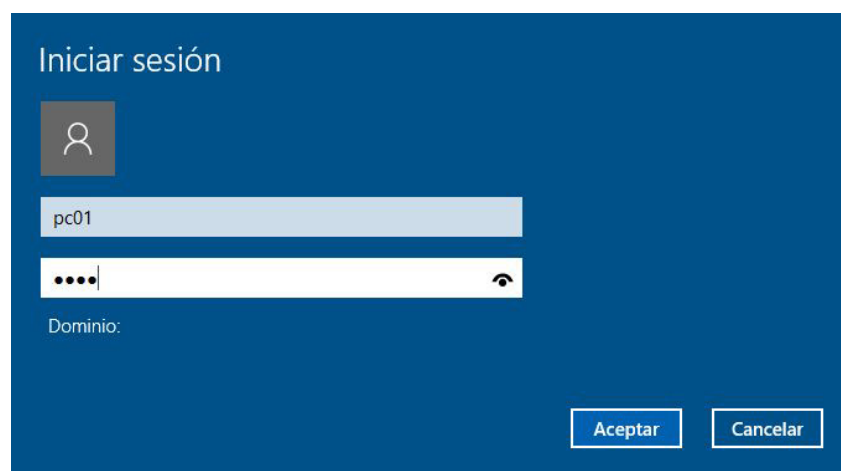 Iniciar sesión
pc01
••••
Dominio:
Aceptar
Cancelar